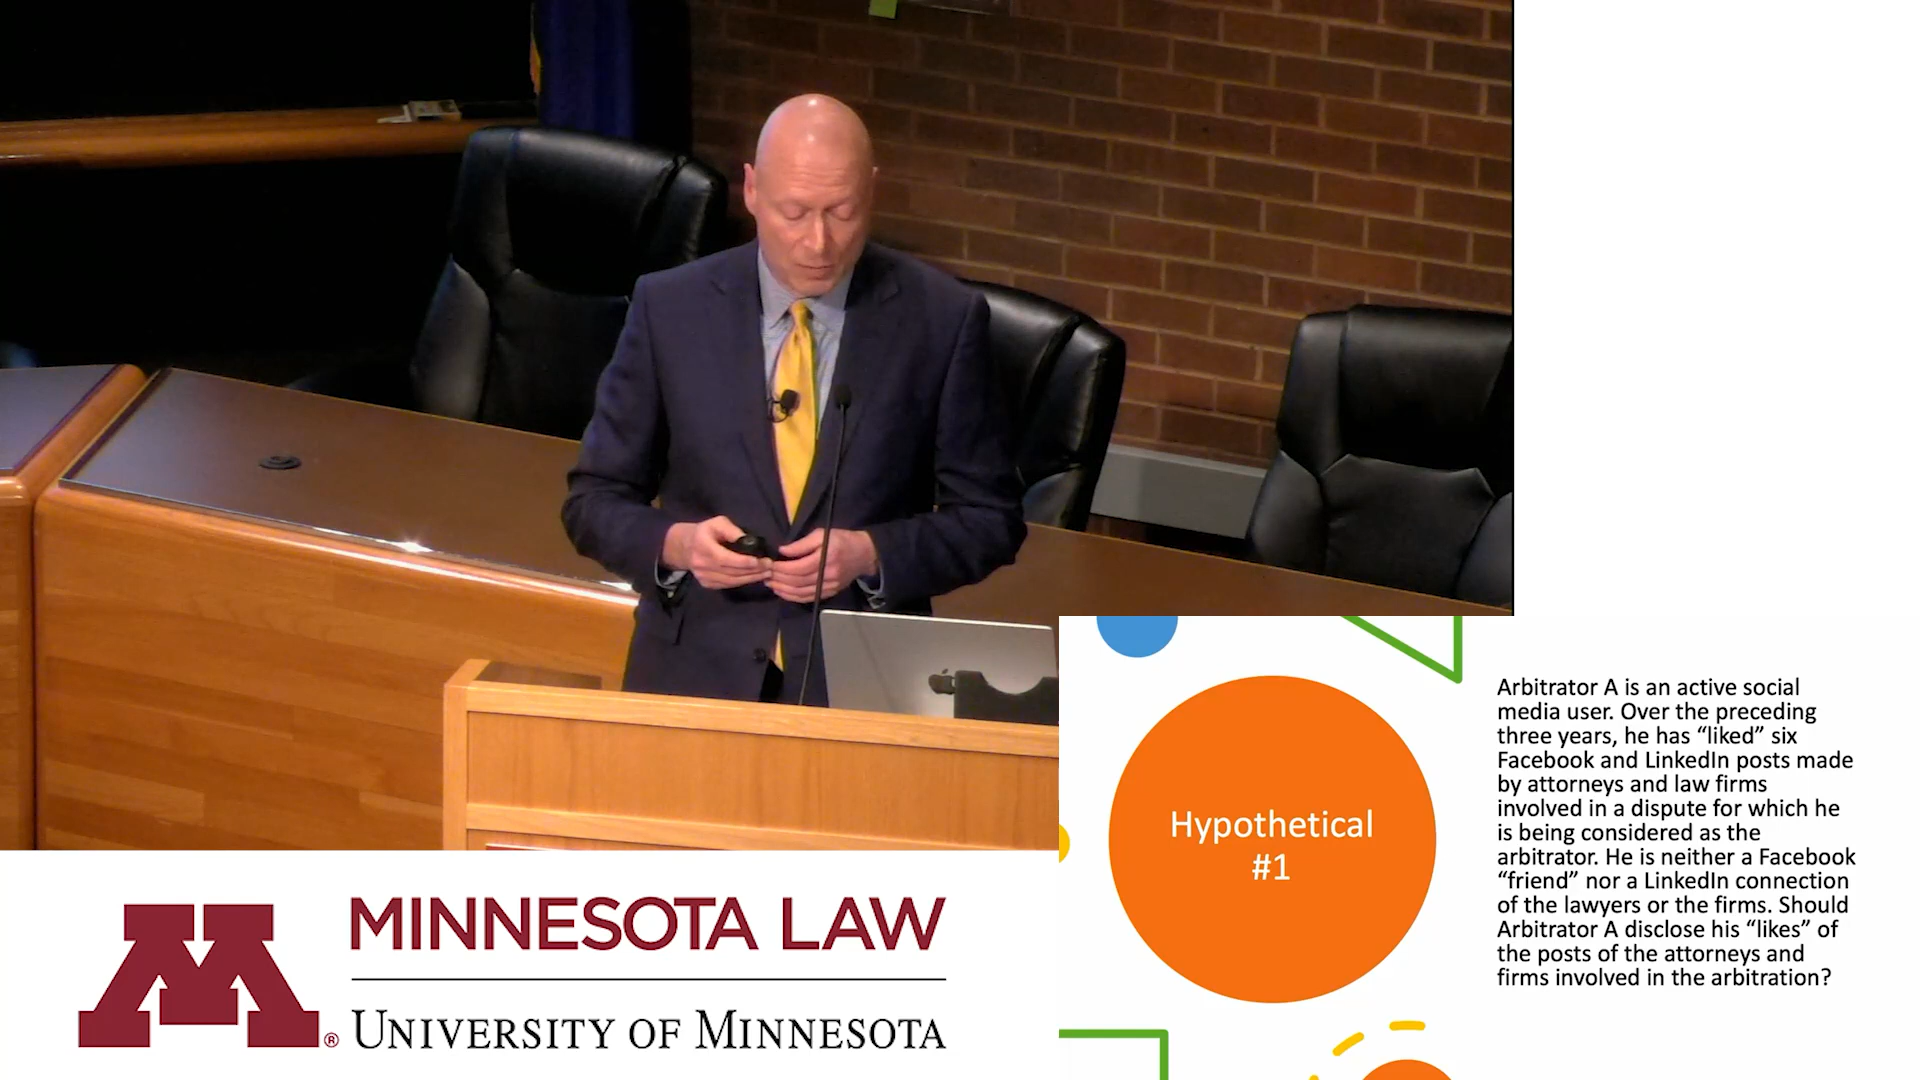 MINNESOTA LAW
UNIVERSITY OF MINNESOTA
®
Hypothetical
#1
Arbitrator A is an active social
media user. Over the preceding
three years, he has “liked” six
Facebook and LinkedIn posts made
by attorneys and law firms
involved in a dispute for which he
is being considered as the
arbitrator. He is neither a Facebook
“friend” nor a LinkedIn connection
of the lawyers or the firms. Should
Arbitrator A disclose his “likes” of
the posts of the attorneys and
firms involved in the arbitration?